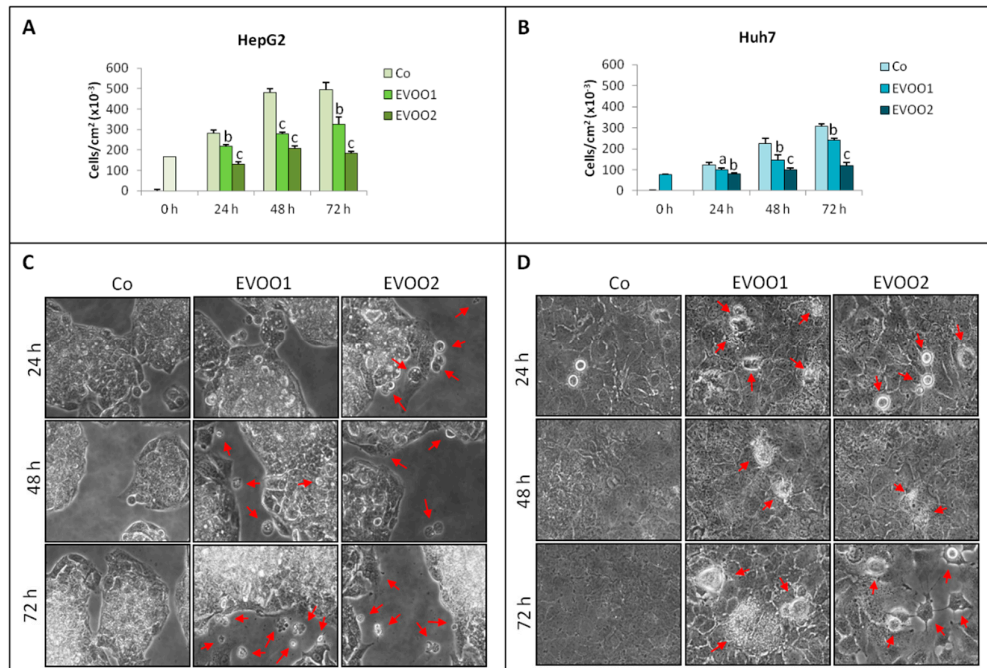 A
HepG2
Cells/cm² (x10⁻³)
600
500
400
300
200
100
0
b
c
c
c
b
c
0 h
24 h
48 h
72 h
Co
EVOO1
EVOO2
B
Huh7
Cells/cm² (x10⁻³)
600
500
400
300
200
100
0
a
b
b
c
b
c
0 h
24 h
48 h
72 h
Co
EVOO1
EVOO2
C
Co
EVOO1
EVOO2
24 h
48 h
72 h
D
Co
EVOO1
EVOO2
24 h
48 h
72 h